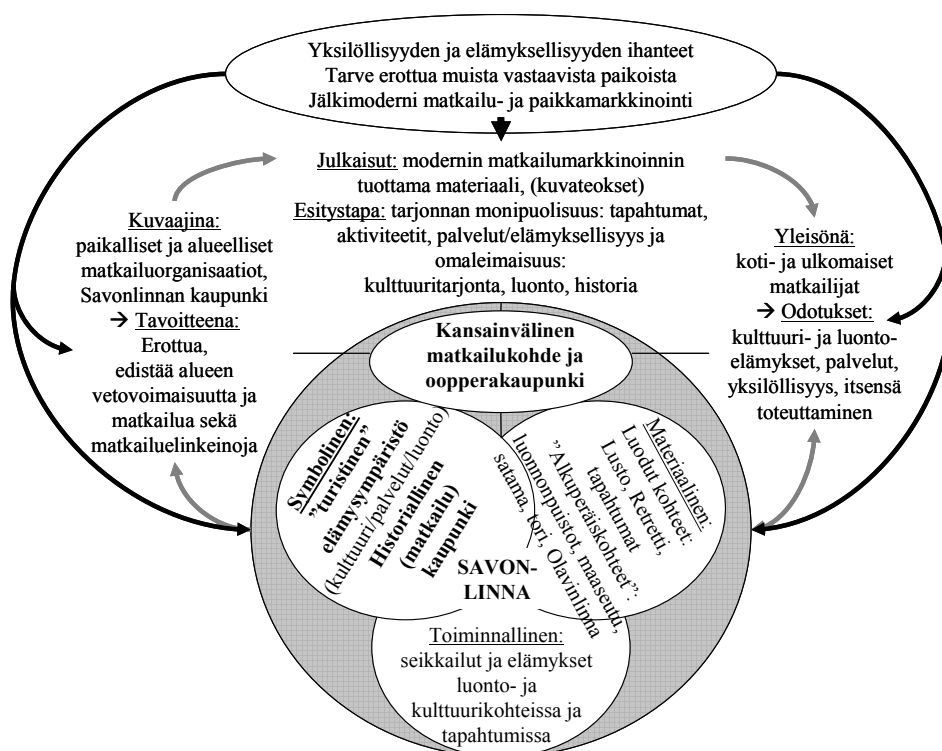 Yksilöllisyyden ja elämyksellisyyden ihanteet
Tarve erottua muista vastaavista paikoista
Jälkimoderni matkailu- ja paikkamarkkinointi
Julkaisut: modernin matkailumarkkinoinnin
tuottama materiaali, (kuvateokset)
Esitystapa: tarjonnan monipuolisuus: tapahtumat,
aktiviteetit, palvelut/elämyksellisyys ja
omaleimaisuus:
kulttuuritarjonta, luonto, historia
Kuvaajina:
paikalliset ja alueelliset
matkailuorganisaatiot,
Savonlinnan kaupunki
→ Tavoitteena:
Erottua,
edistää alueen
vetovoimaisuutta ja
matkailua sekä
matkailuelinkeinoja
Yleisönä:
koti- ja ulkomaiset
matkailijat
→ Odotukset:
kulttuuri- ja luonto-
elämykset, palvelut,
yksilöllisyys, itsensä
toteuttaminen
Kansainvälinen
matkailukohde ja
oopperakaupunki
Symbolinen:
"turistinen"
elämysympäristö
(kulttuuri/palvelut/luonto)
Historiallinen
(matkailu)
kaupunki
Materiaalinen:
Luodut kohteet:
Lusto, Retretti,
tapahtumat
"Alkuperäiskohteet":
luonnonpuistot, maaseutu,
satama, tori, Olavinlinna
SAVON-
LINNA
Toiminnallinen:
seikkailut ja elämykset
luonto- ja
kulttuurikohteissa ja
tapahtumissa